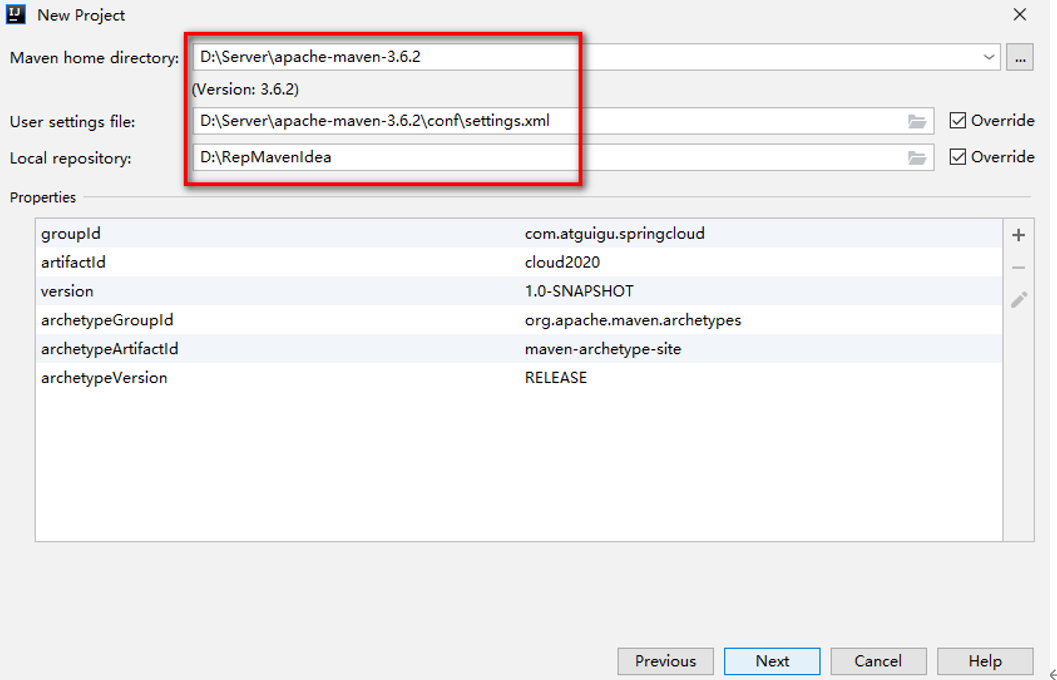 New Project
Maven home directory: D:\Server\apache-maven-3.6.2 ...
(Version: 3.6.2)
User settings file: D:\Server\apache-maven-3.6.2\conf\settings.xml Override
Local repository: D:\RepMavenIdea Override
Properties
groupId com.atguigu.springcloud
artifactId cloud2020
version 1.0-SNAPSHOT
archetypeGroupId org.apache.maven.archetypes
archetypeArtifactId maven-archetype-site
archetypeVersion RELEASE
Previous Next Cancel Help